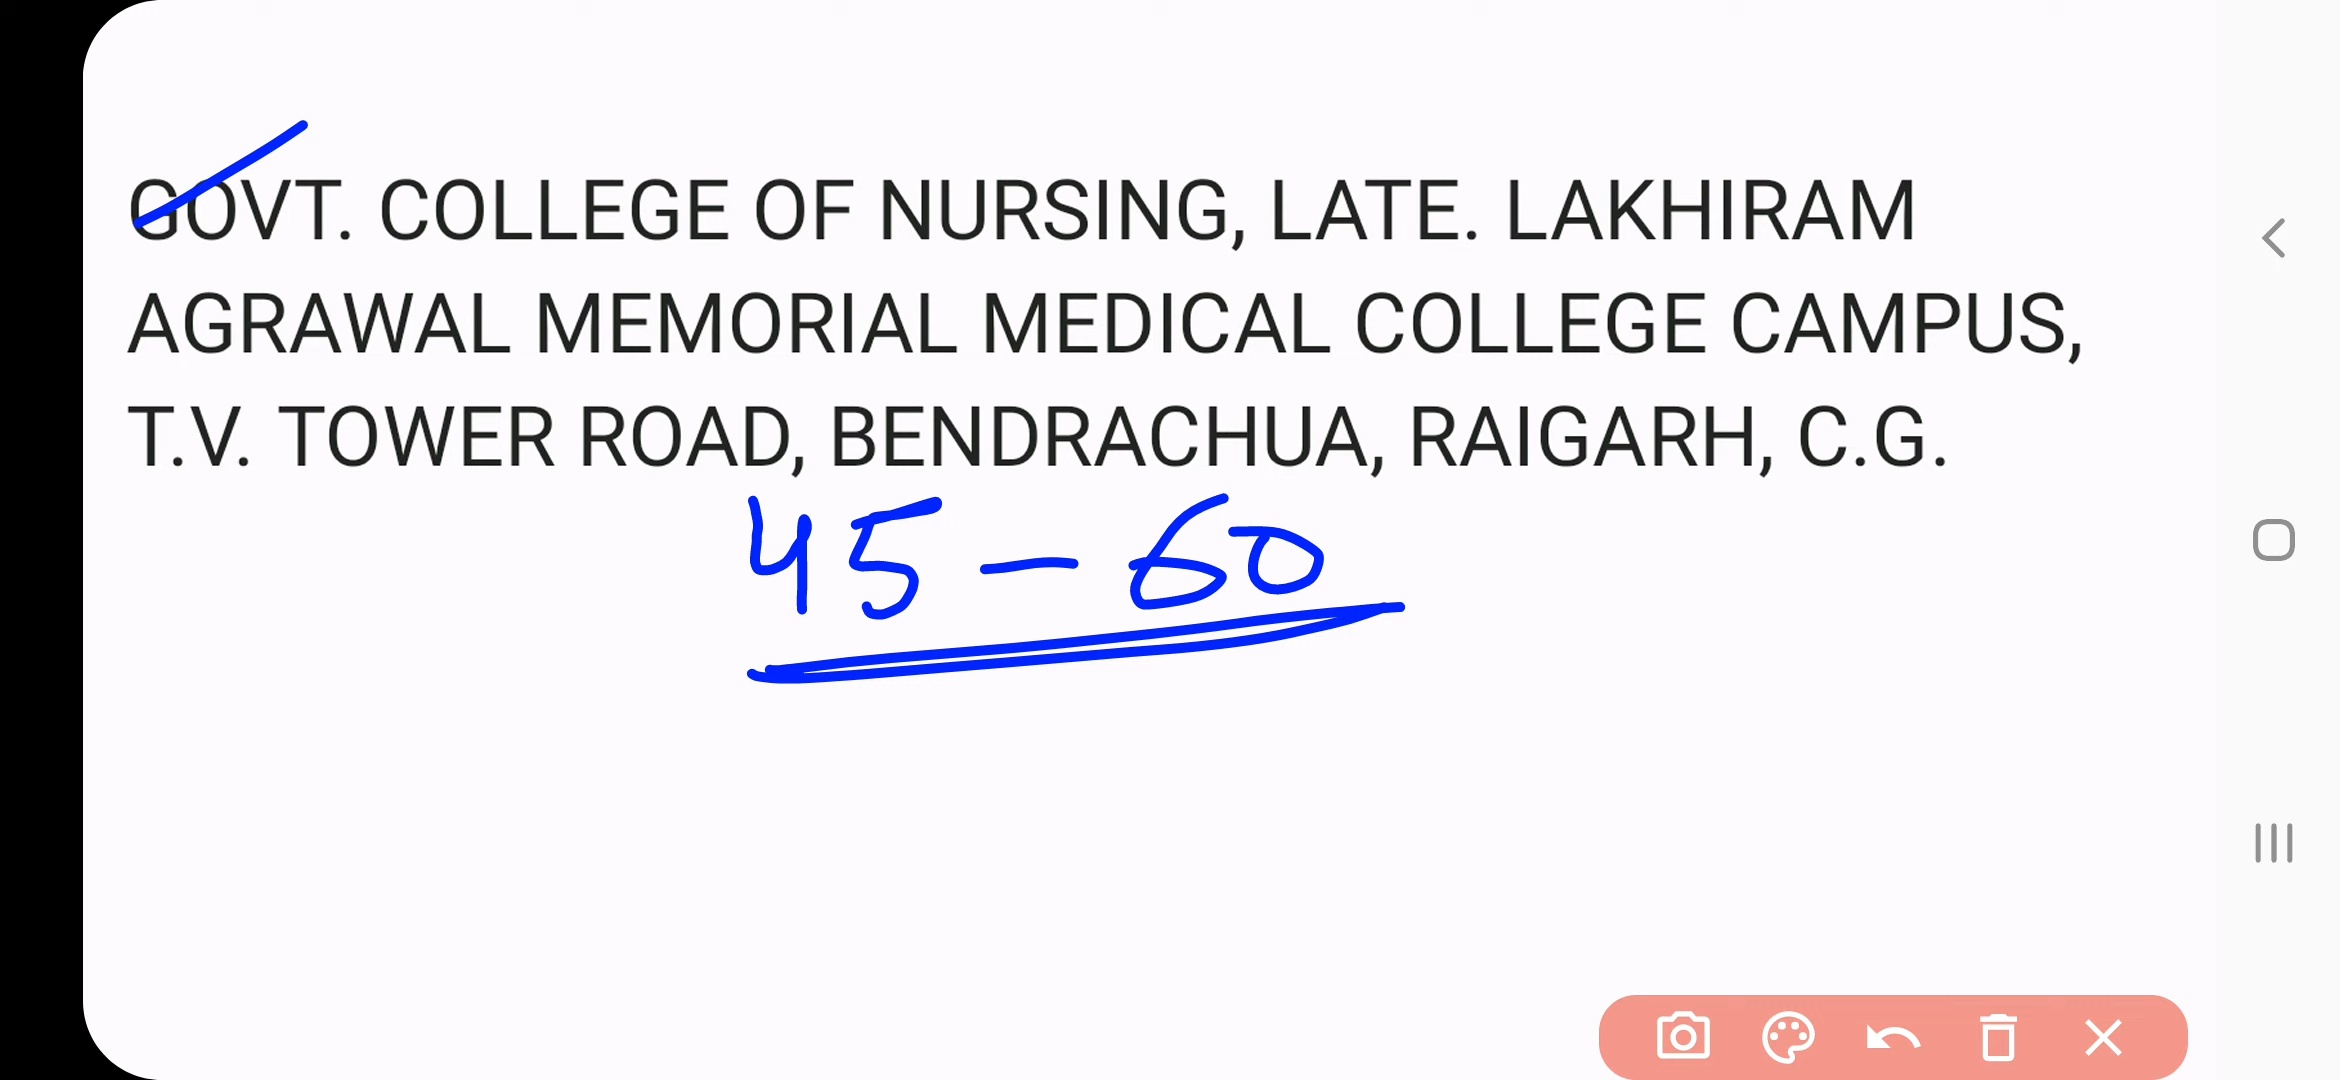 GOVT. COLLEGE OF NURSING, LATE. LAKHIRAM
AGRAWAL MEMORIAL MEDICAL COLLEGE CAMPUS,
T.V. TOWER ROAD, BENDRACHUA, RAIGARH, C.G.
45 - 60